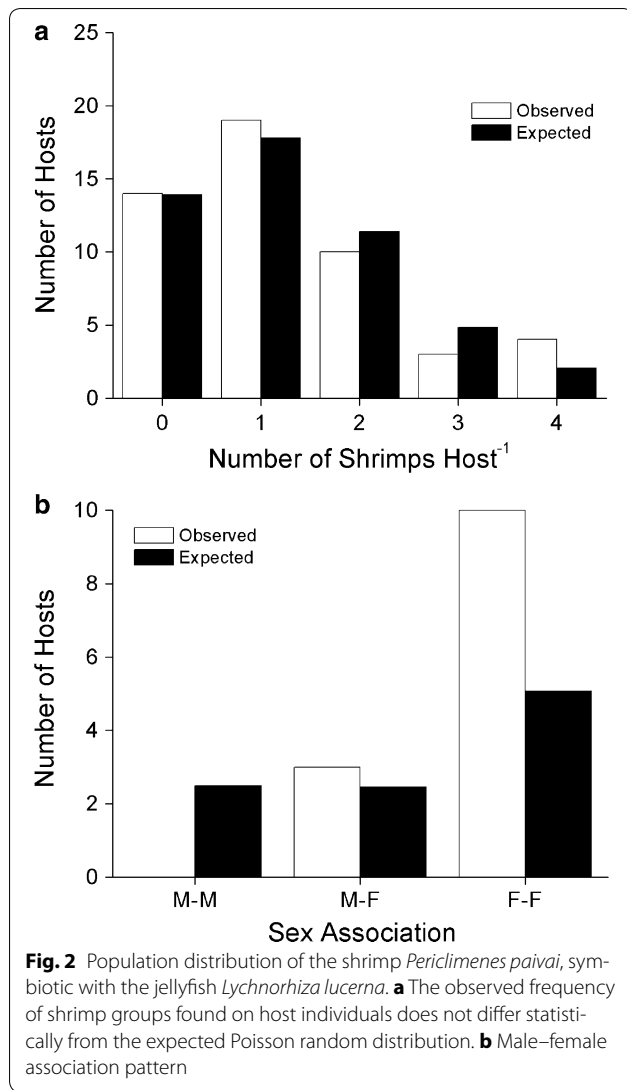 a
25
20
15
10
5
0
Number of Hosts
Observed
Expected
0 1 2 3 4
Number of Shrimps Host⁻¹
b
10
8
6
4
2
0
Number of Hosts
Observed
Expected
M-M M-F F-F
Sex Association
Fig. 2 Population distribution of the shrimp Periclimenes paivai, sym-
biotic with the jellyfish Lychnorhiza lucerna. a The observed frequency
of shrimp groups found on host individuals does not differ statisti-
cally from the expected Poisson random distribution. b Male–female
association pattern